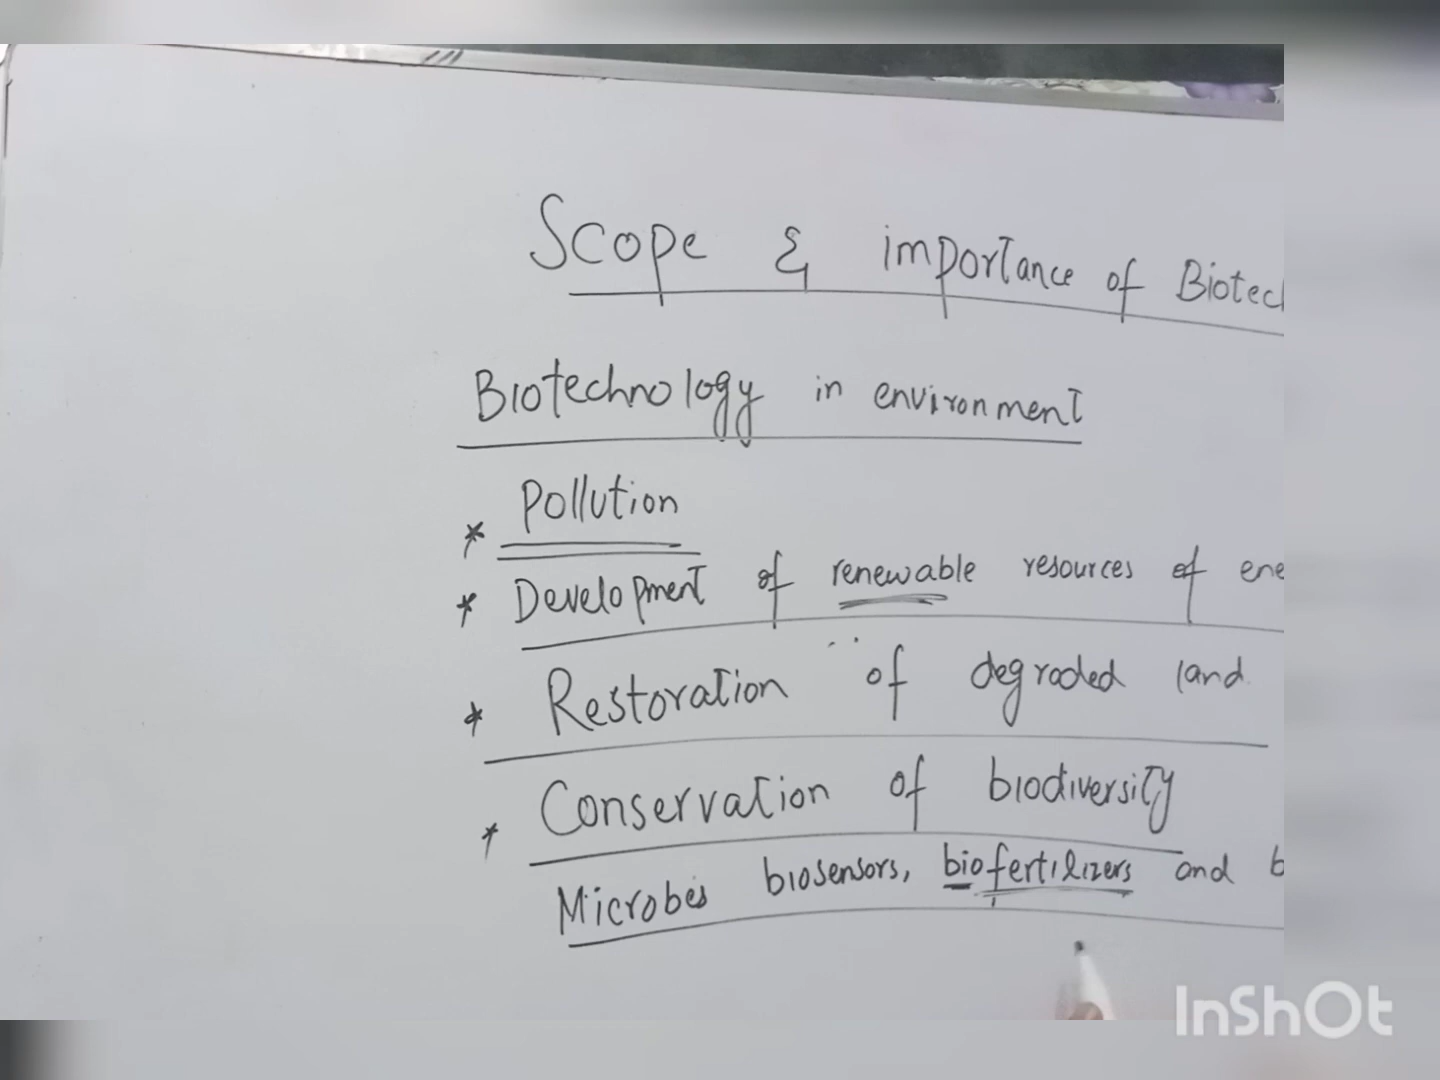 Scope & importance of Biotec
Biotechnology in environment
* Pollution
* Development of renewable resources of ene
* Restoration of degraded land
* Conservation of biodiversity
Microbes biosensors, biofertilizers and b
InShOt